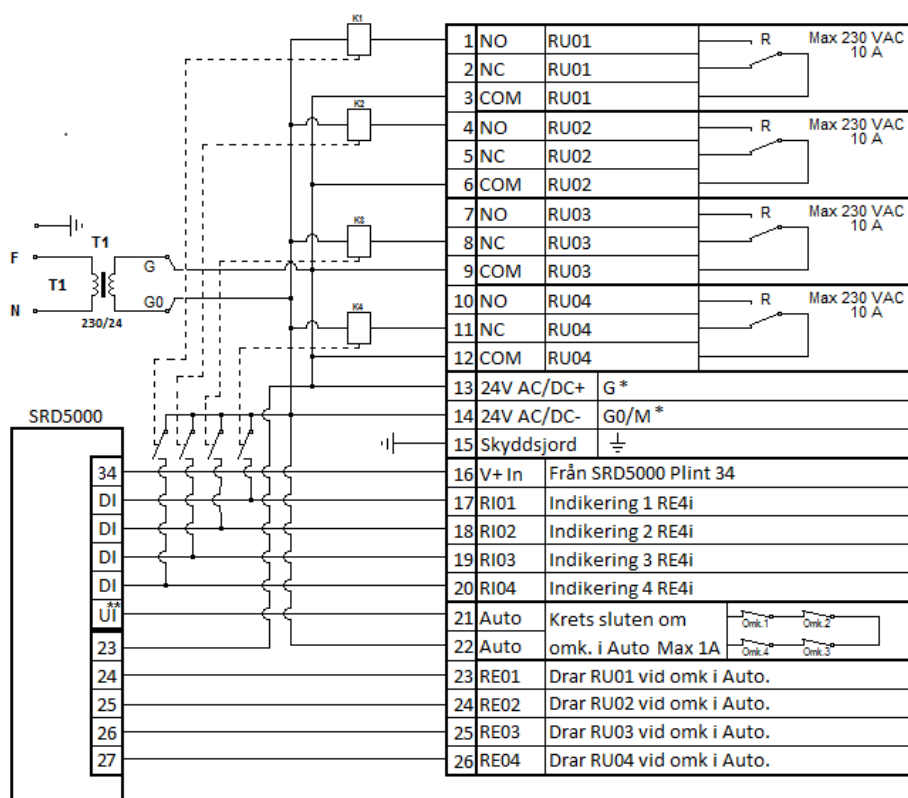 K1
1 NO RU01 R Max 230 VAC
10 A
2 NC RU01
3 COM RU01
K2
4 NO RU02 R Max 230 VAC
10 A
5 NC RU02
6 COM RU02
K3
7 NO RU03 R Max 230 VAC
10 A
8 NC RU03
9 COM RU03
K4
10 NO RU04 R Max 230 VAC
10 A
11 NC RU04
12 COM RU04
T1
F
G
T1
G0
N
230/24
13 24V AC/DC+ G *
14 24V AC/DC- G0/M *
15 Skyddsjord
SRD5000
34
16 V+ In Från SRD5000 Plint 34
DI
17 RI01 Indikering 1 RE4i
DI
18 RI02 Indikering 2 RE4i
DI
19 RI03 Indikering 3 RE4i
DI
20 RI04 Indikering 4 RE4i
UI**
21 Auto Krets sluten om
Omk.1 Omk.2
23
22 Auto omk. i Auto Max 1A
Omk.4 Omk.3
24
23 RE01 Drar RU01 vid omk i Auto.
25
24 RE02 Drar RU02 vid omk i Auto.
26
25 RE03 Drar RU03 vid omk i Auto.
27
26 RE04 Drar RU04 vid omk i Auto.